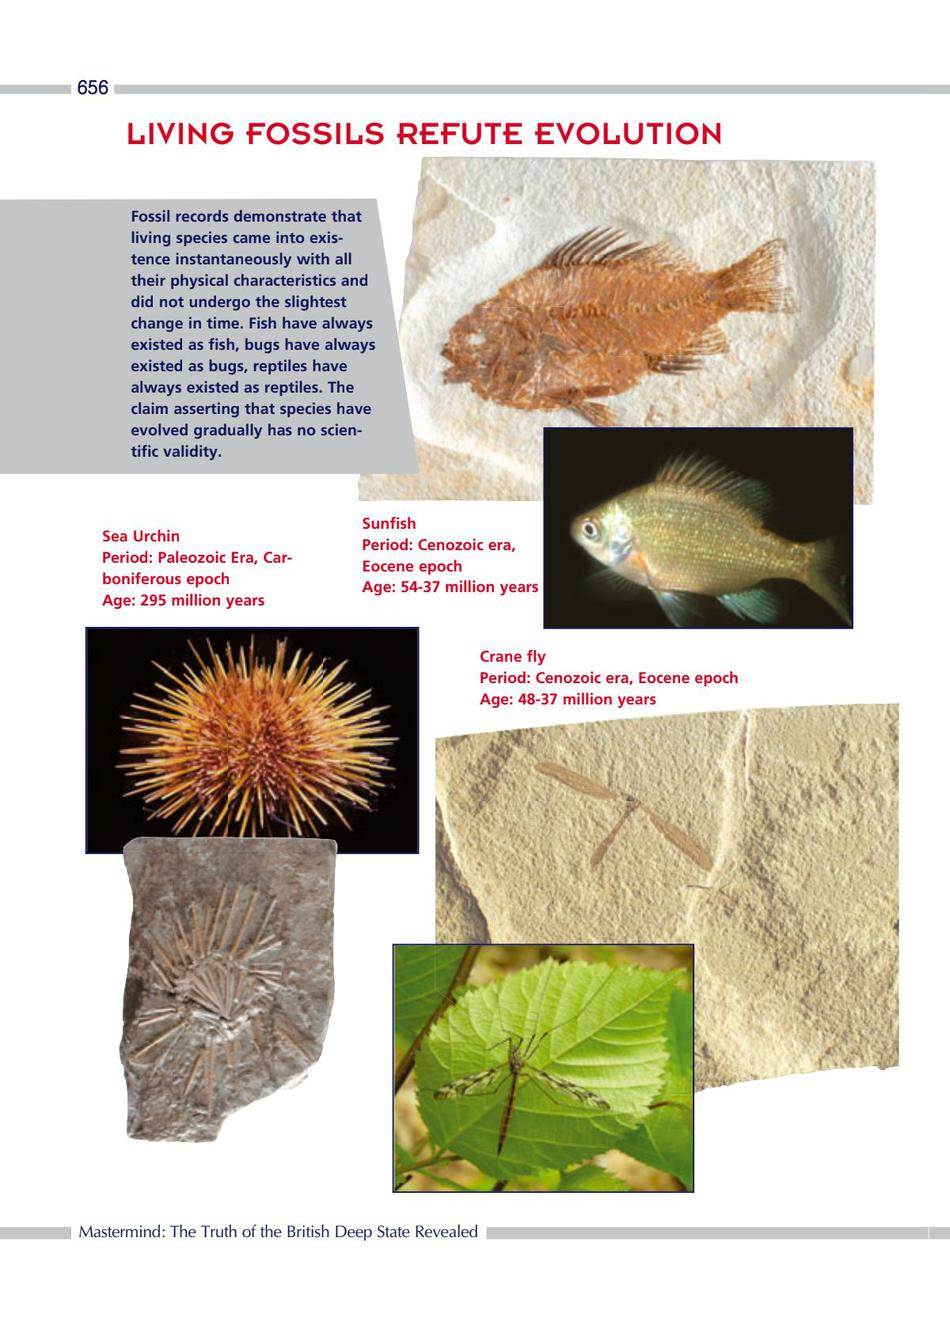 656
LIVING FOSSILS REFUTE EVOLUTION
Fossil records demonstrate that
living species came into exis-
tence instantaneously with all
their physical characteristics and
did not undergo the slightest
change in time. Fish have always
existed as fish, bugs have always
existed as bugs, reptiles have
always existed as reptiles. The
claim asserting that species have
evolved gradually has no scien-
tific validity.
Sea Urchin
Period: Paleozoic Era, Car-
boniferous epoch
Age: 295 million years
Sunfish
Period: Cenozoic era,
Eocene epoch
Age: 54-37 million years
Crane fly
Period: Cenozoic era, Eocene epoch
Age: 48-37 million years
Mastermind: The Truth of the British Deep State Revealed